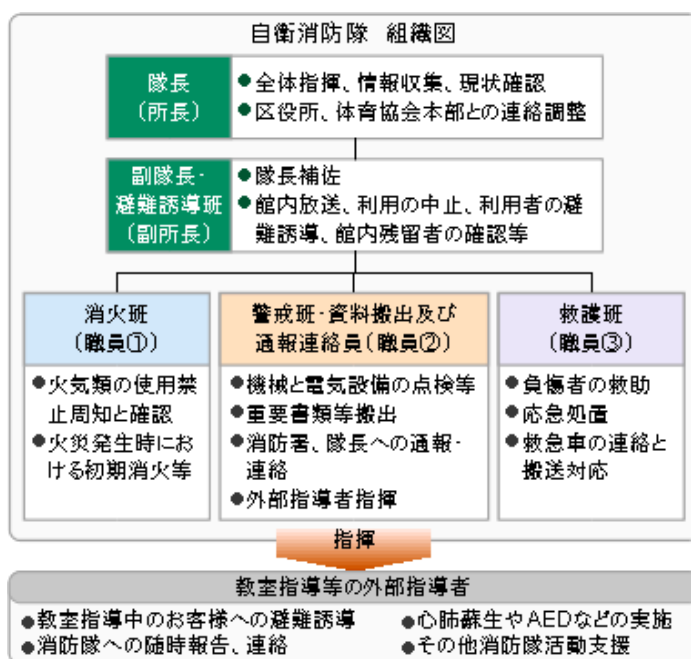 自衛消防隊 組織図
隊長
（所長）
●全体指揮、情報収集、現状確認
●区役所、体育協会本部との連絡調整
副隊長・
避難誘導班
（副所長）
●隊長補佐
●館内放送、利用の中止、利用者の避
難誘導、館内残留者の確認等
消火班
（職員①）
●火気類の使用禁
止周知と確認
●火災発生時にお
ける初期消火等
警戒班・資料搬出及び
通報連絡員（職員②）
●機械と電気設備の点検等
●重要書類等搬出
●消防署、隊長への通報・
連絡
●外部指導者指揮
救護班
（職員③）
●負傷者の救助
●応急処置
●救急車の連絡と
搬送対応
指揮
教室指導等の外部指導者
●教室指導中のお客様への避難誘導
●消防隊への随時報告、連絡
●心肺蘇生やAEDなどの実施
●その他消防隊活動支援